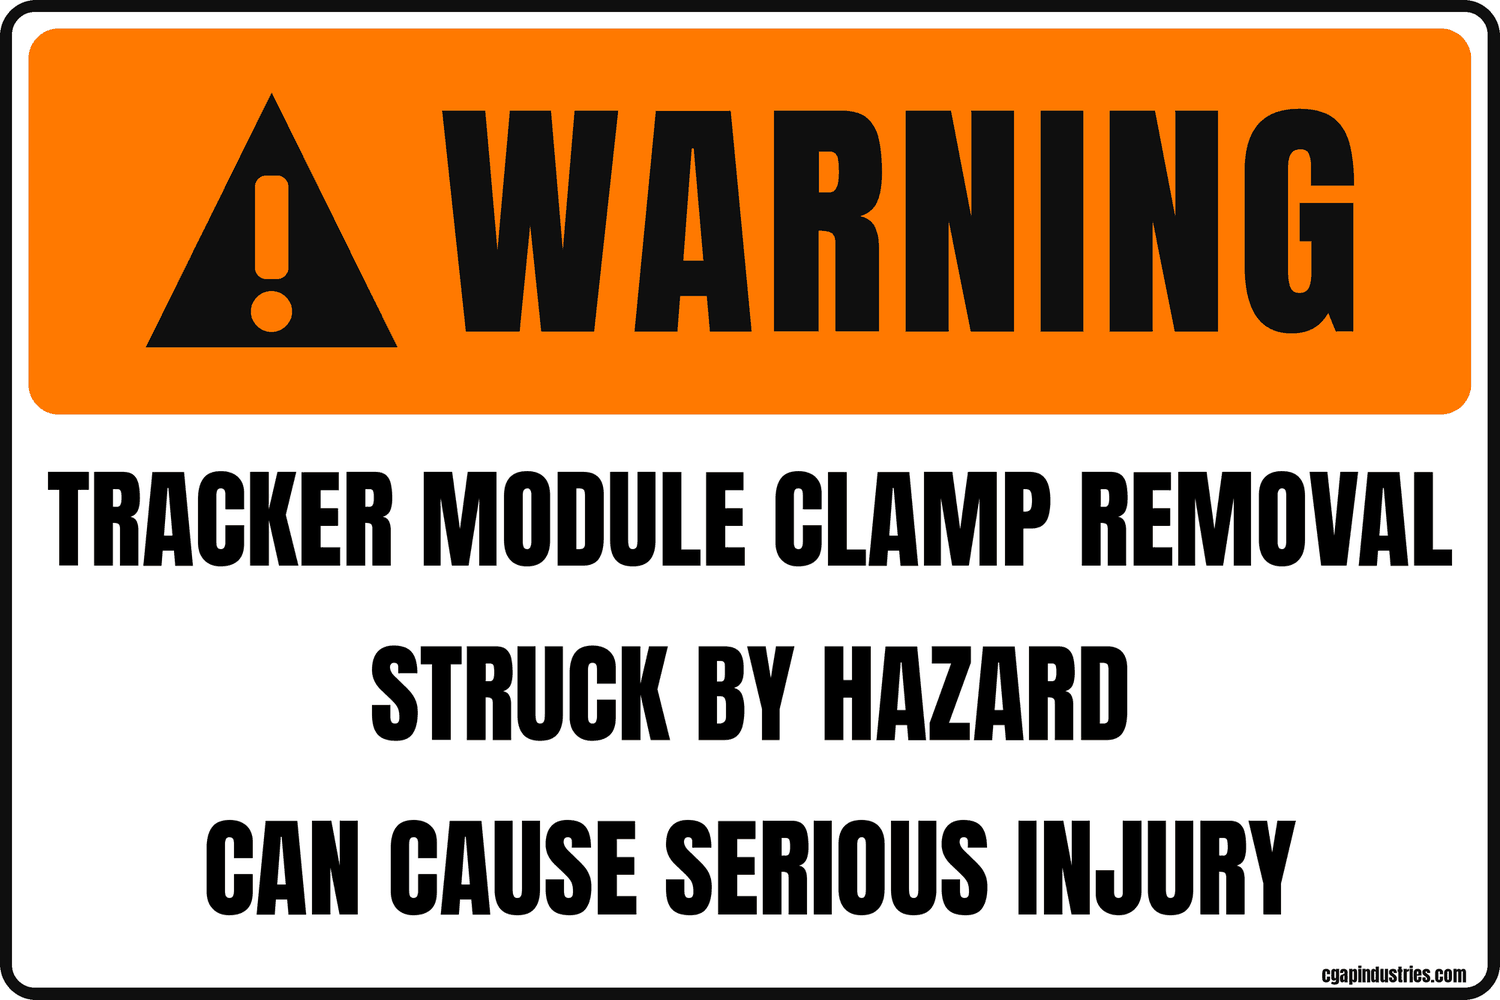 WARNING
TRACKER MODULE CLAMP REMOVAL
STRUCK BY HAZARD
CAN CAUSE SERIOUS INJURY
cgapindustries.com